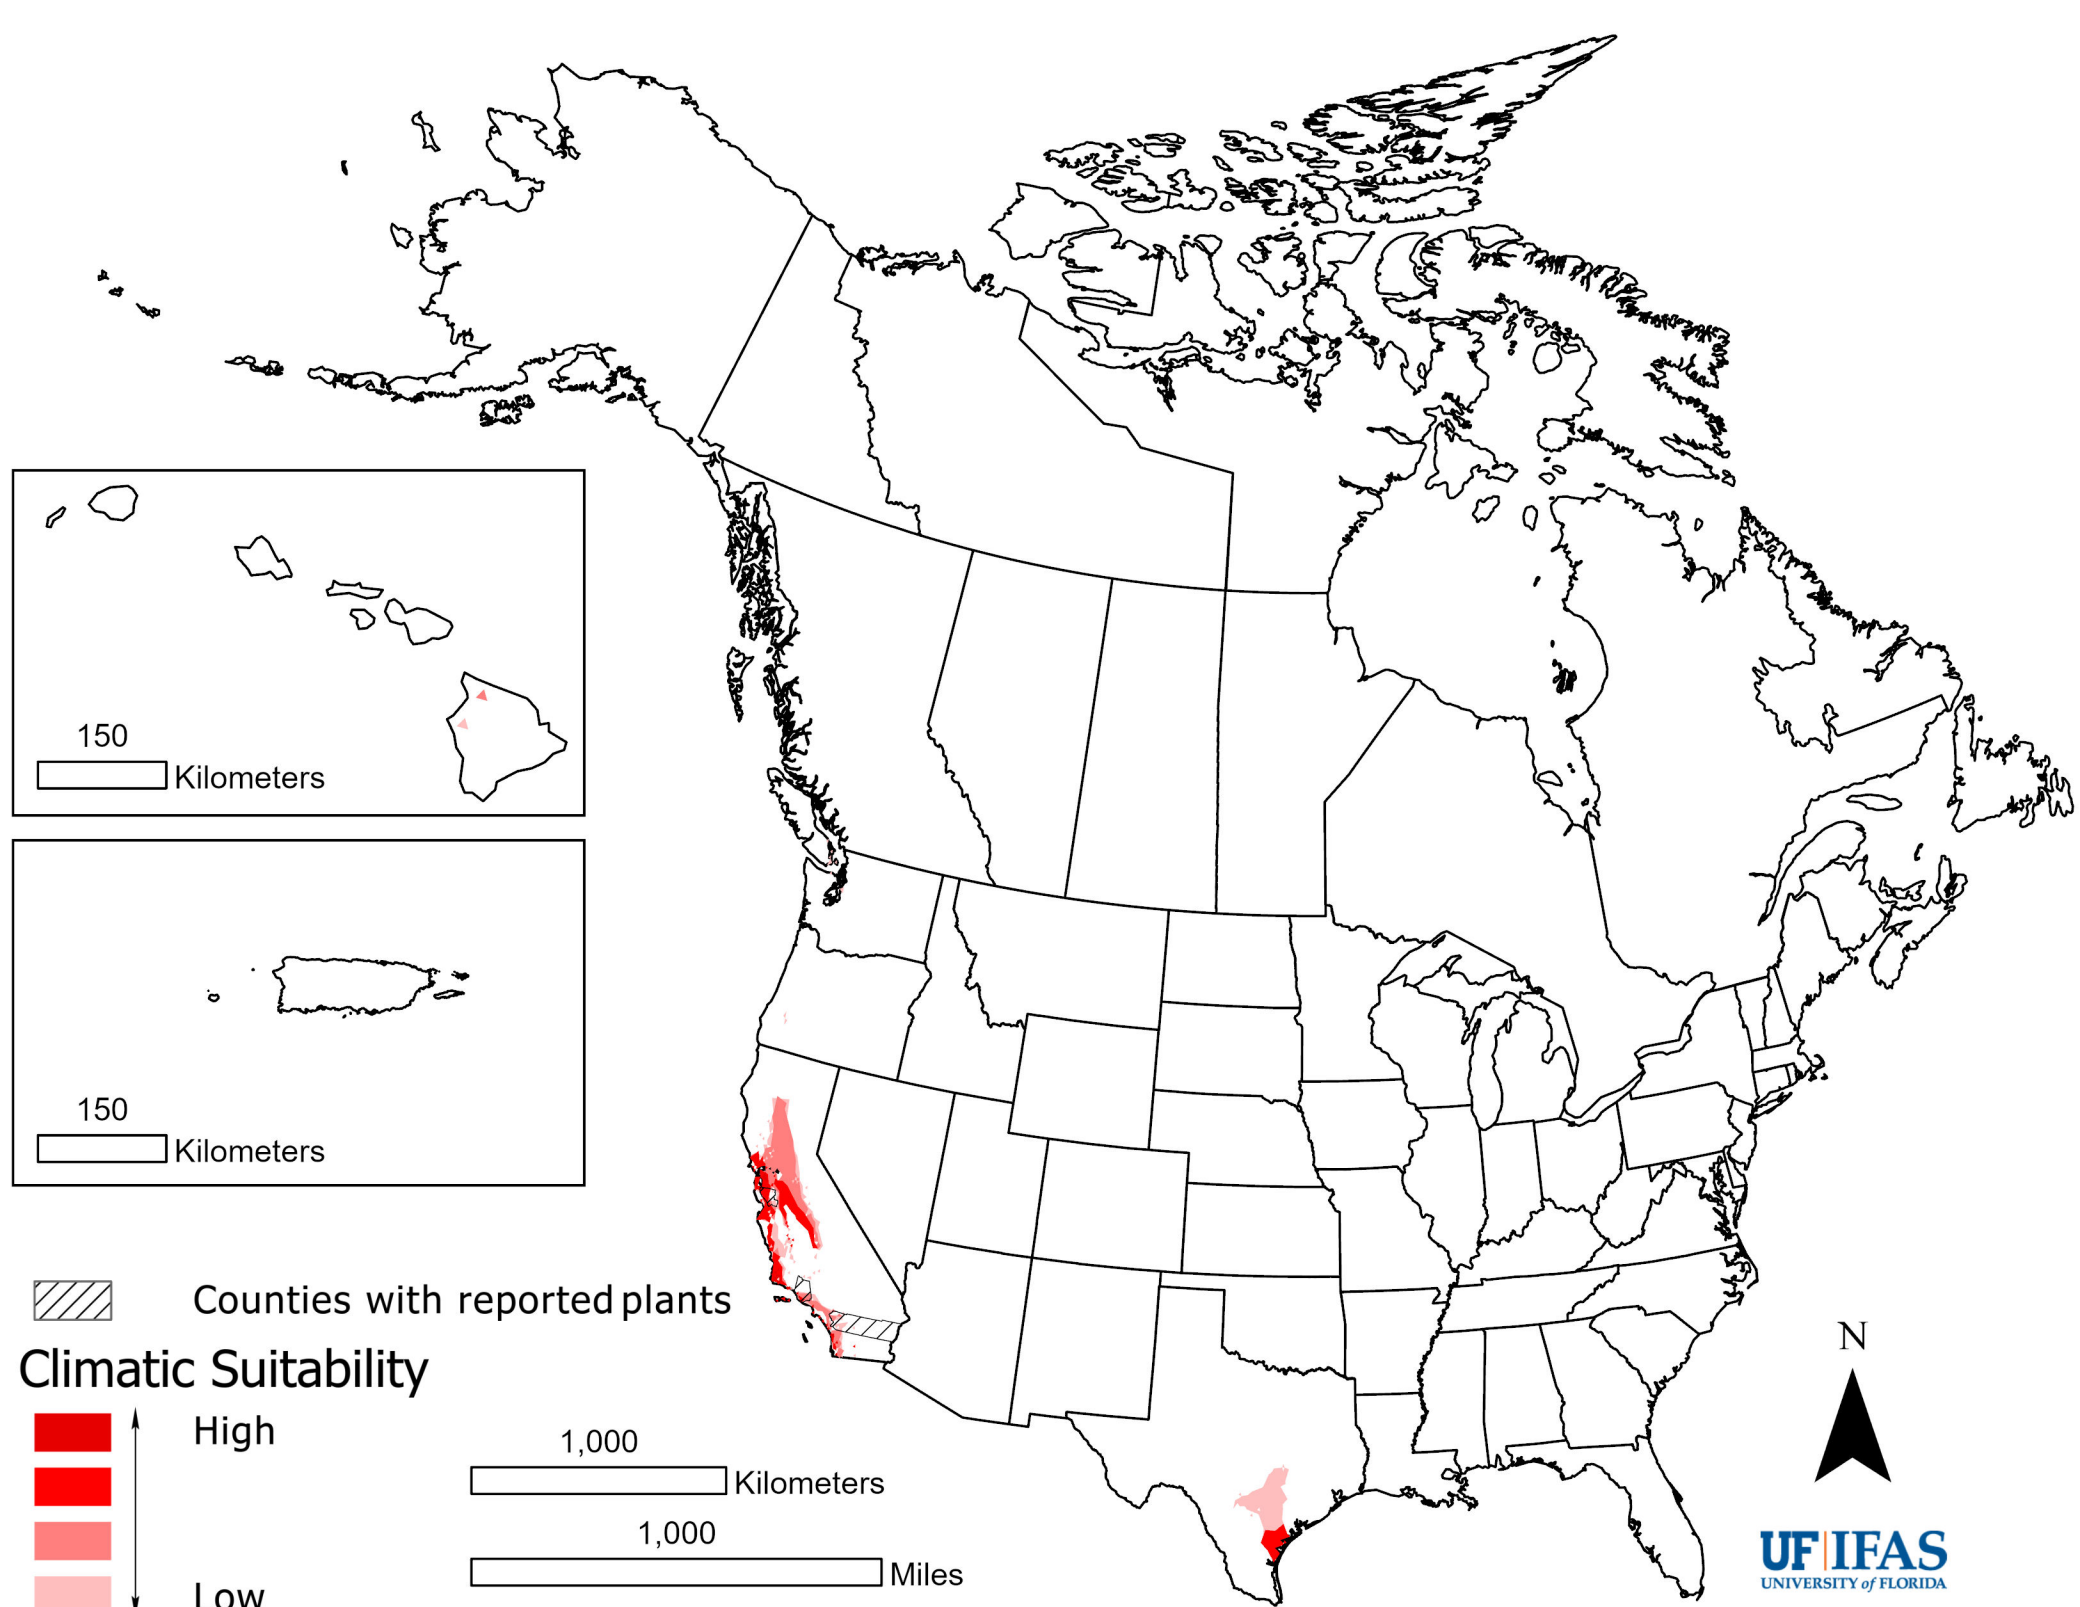 150
Kilometers
150
Kilometers
Counties with reported plants
Climatic Suitability
High
Low
1,000
Kilometers
1,000
Miles
N
UF|IFAS
UNIVERSITY of FLORIDA